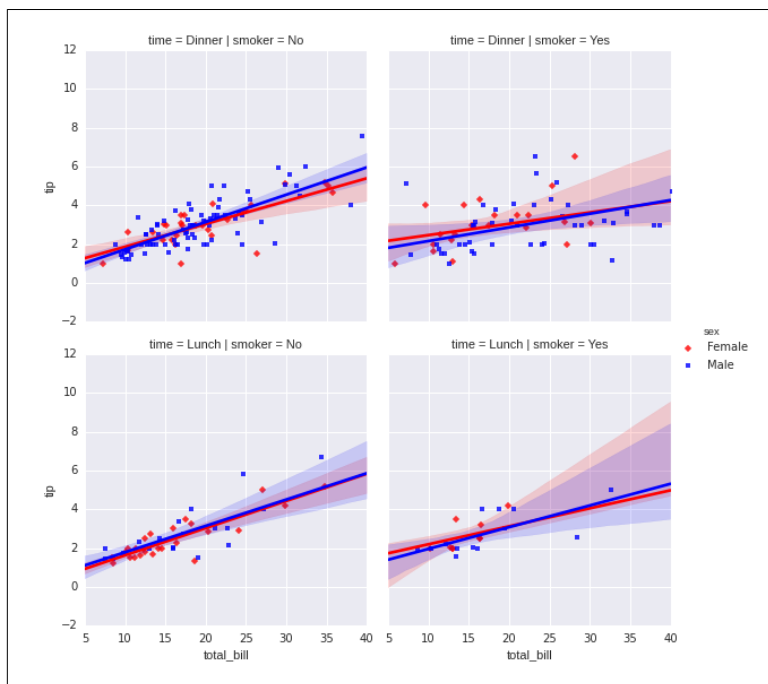 time = Dinner | smoker = No
time = Dinner | smoker = Yes
12
10
8
6
4
2
0
−2
tip
time = Lunch | smoker = No
time = Lunch | smoker = Yes
12
10
8
6
4
2
0
−2
tip
5 10 15 20 25 30 35 40
total_bill
5 10 15 20 25 30 35 40
total_bill
sex
Female
Male